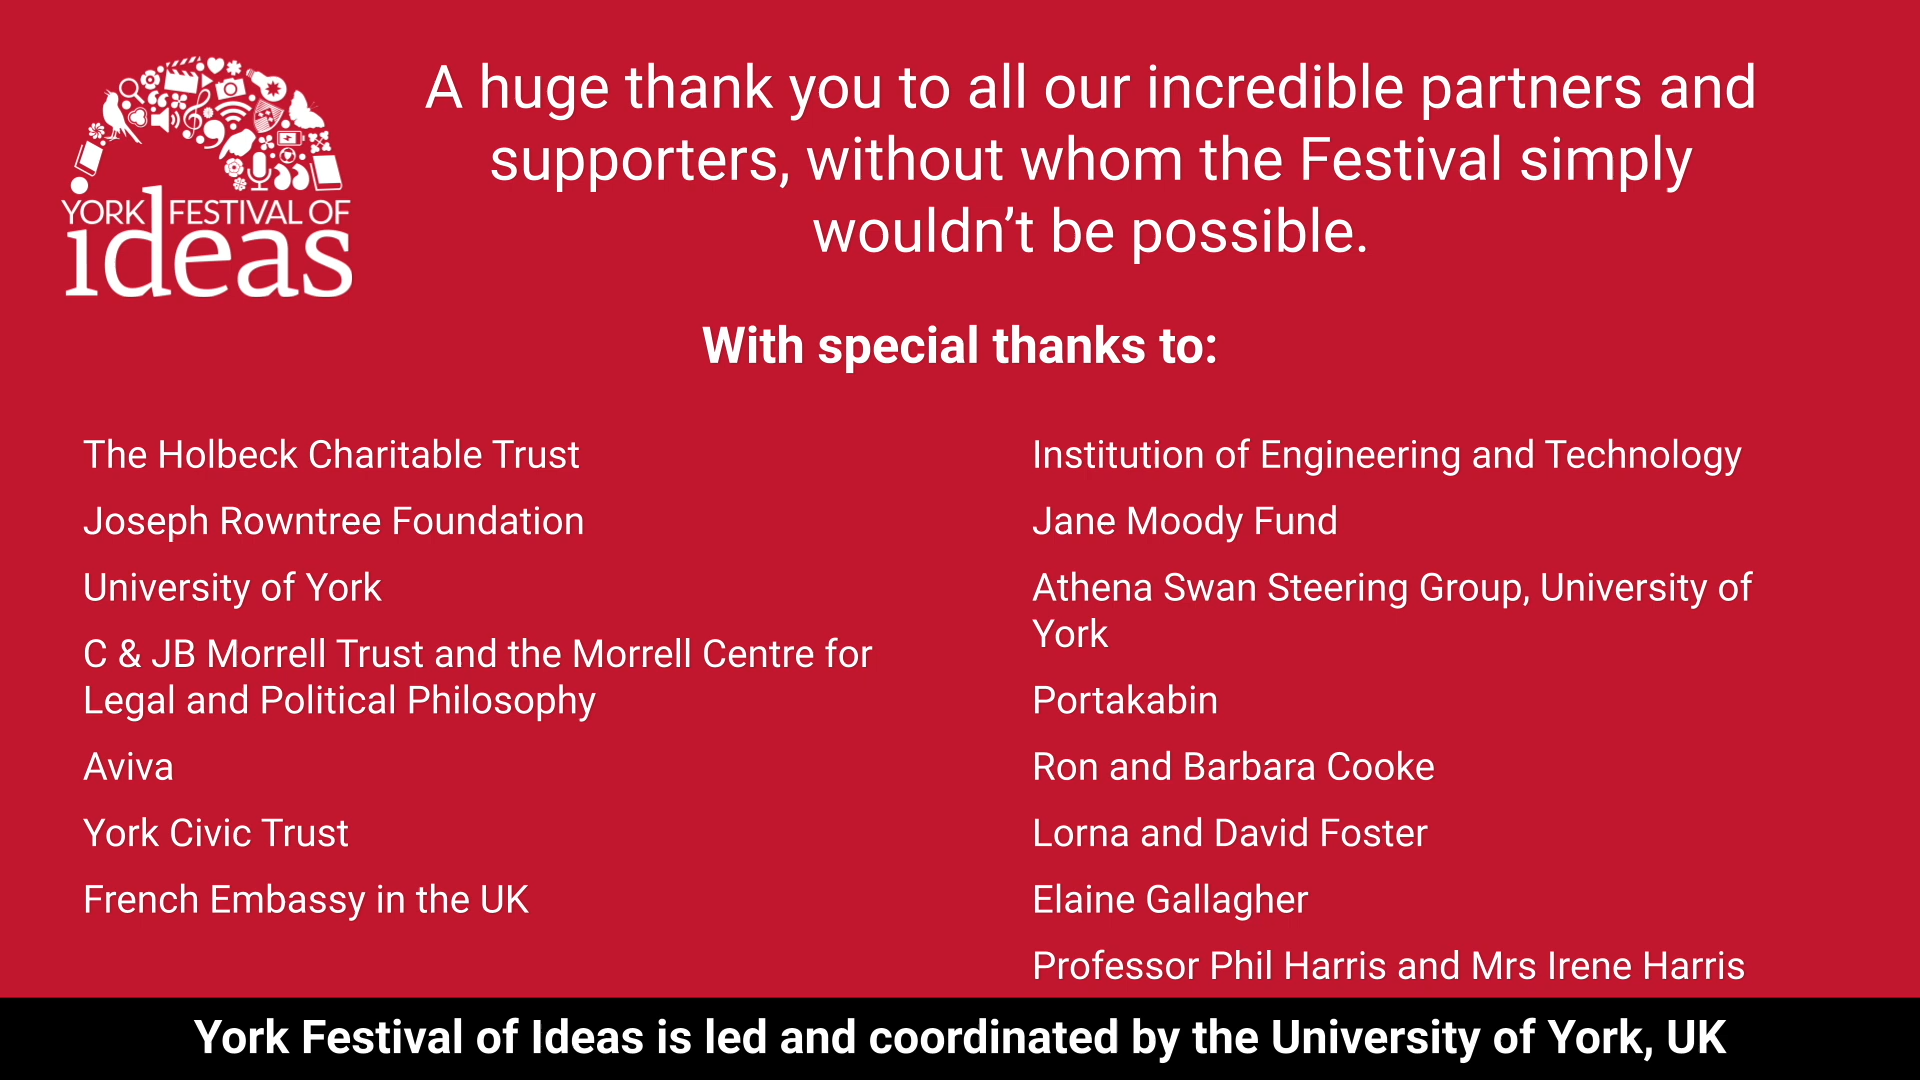 YORK FESTIVAL OF
ideas
A huge thank you to all our incredible partners and
supporters, without whom the Festival simply
wouldn’t be possible.
With special thanks to:
The Holbeck Charitable Trust
Joseph Rowntree Foundation
University of York
C & JB Morrell Trust and the Morrell Centre for
Legal and Political Philosophy
Aviva
York Civic Trust
French Embassy in the UK
Institution of Engineering and Technology
Jane Moody Fund
Athena Swan Steering Group, University of
York
Portakabin
Ron and Barbara Cooke
Lorna and David Foster
Elaine Gallagher
Professor Phil Harris and Mrs Irene Harris
York Festival of Ideas is led and coordinated by the University of York, UK